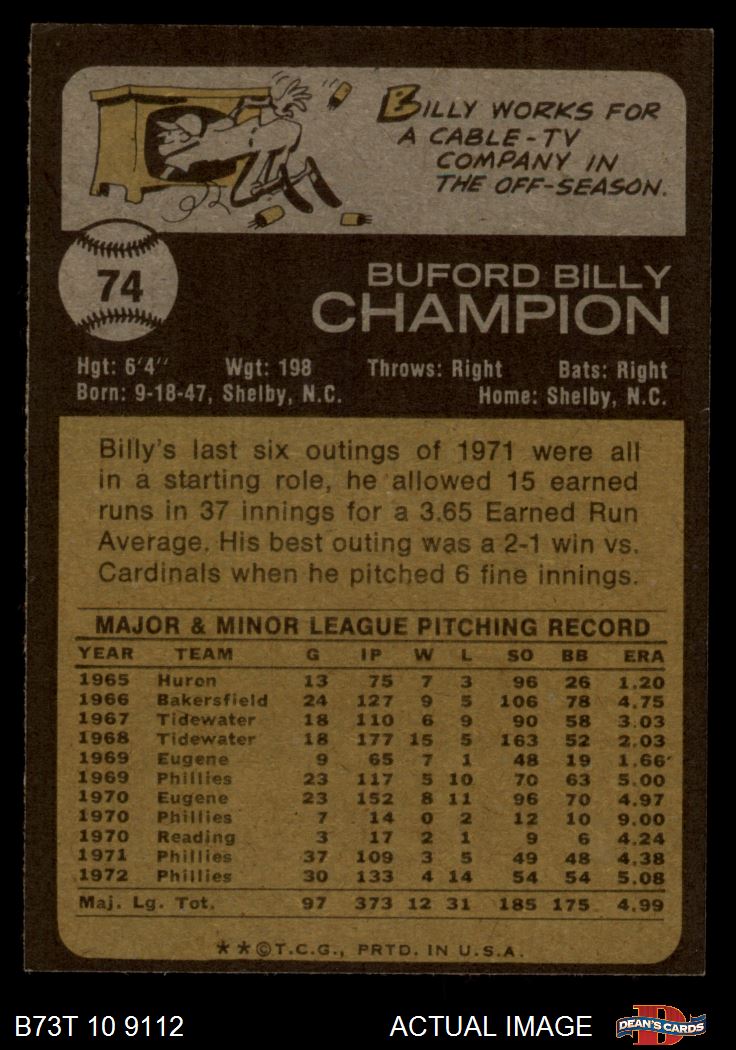 BILLY WORKS FOR
A CABLE-TV
COMPANY IN
THE OFF-SEASON.
74
BUFORD BILLY
CHAMPION
Hgt: 6'4" Wgt: 198 Throws: Right Bats: Right
Born: 9-18-47, Shelby, N.C. Home: Shelby, N.C.
Billy's last six outings of 1971 were all
in a starting role, he allowed 15 earned
runs in 37 innings for a 3.65 Earned Run
Average. His best outing was a 2-1 win vs.
Cardinals when he pitched 6 fine innings.
MAJOR & MINOR LEAGUE PITCHING RECORD
YEAR TEAM G IP W L SO BB ERA
1965 Huron 13 75 7 3 96 26 1.20
1966 Bakersfield 24 127 9 5 106 78 4.75
1967 Tidewater 18 110 6 9 90 58 3.03
1968 Tidewater 18 177 15 5 163 52 2.03
1969 Eugene 9 65 7 1 48 19 1.66
1969 Phillies 23 117 5 10 70 63 5.00
1970 Eugene 23 152 8 11 96 70 4.97
1970 Phillies 7 14 0 2 12 10 9.00
1970 Reading 3 17 2 1 9 6 4.24
1971 Phillies 37 109 3 5 49 48 4.38
1972 Phillies 30 133 4 14 54 54 5.08
Maj. Lg. Tot. 97 373 12 31 185 175 4.99
**©T.C.G., PRTD. IN U.S.A.
B73T 10 9112 ACTUAL IMAGE
D
DEAN'S CARDS